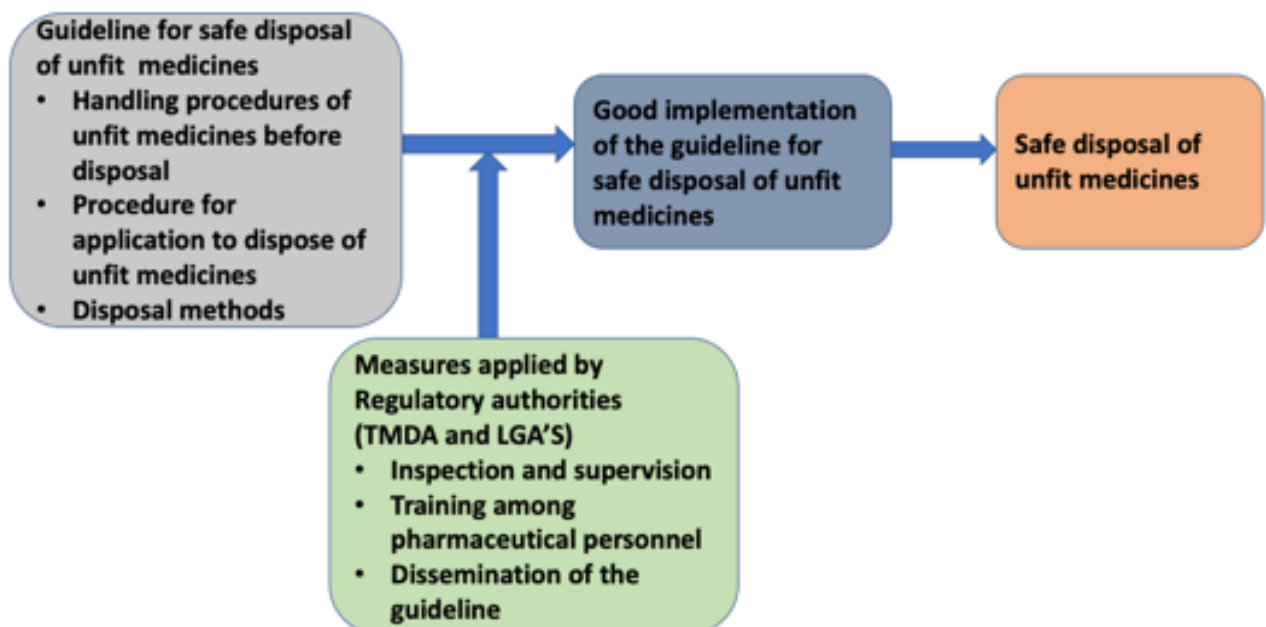 Guideline for safe disposal
of unfit medicines
• Handling procedures of
unfit medicines before
disposal
• Procedure for
application to dispose of
unfit medicines
• Disposal methods
Good implementation
of the guideline for
safe disposal of unfit
medicines
Safe disposal of
unfit medicines
Measures applied by
Regulatory authorities
(TMDA and LGA’S)
• Inspection and supervision
• Training among
pharmaceutical personnel
• Dissemination of the
guideline